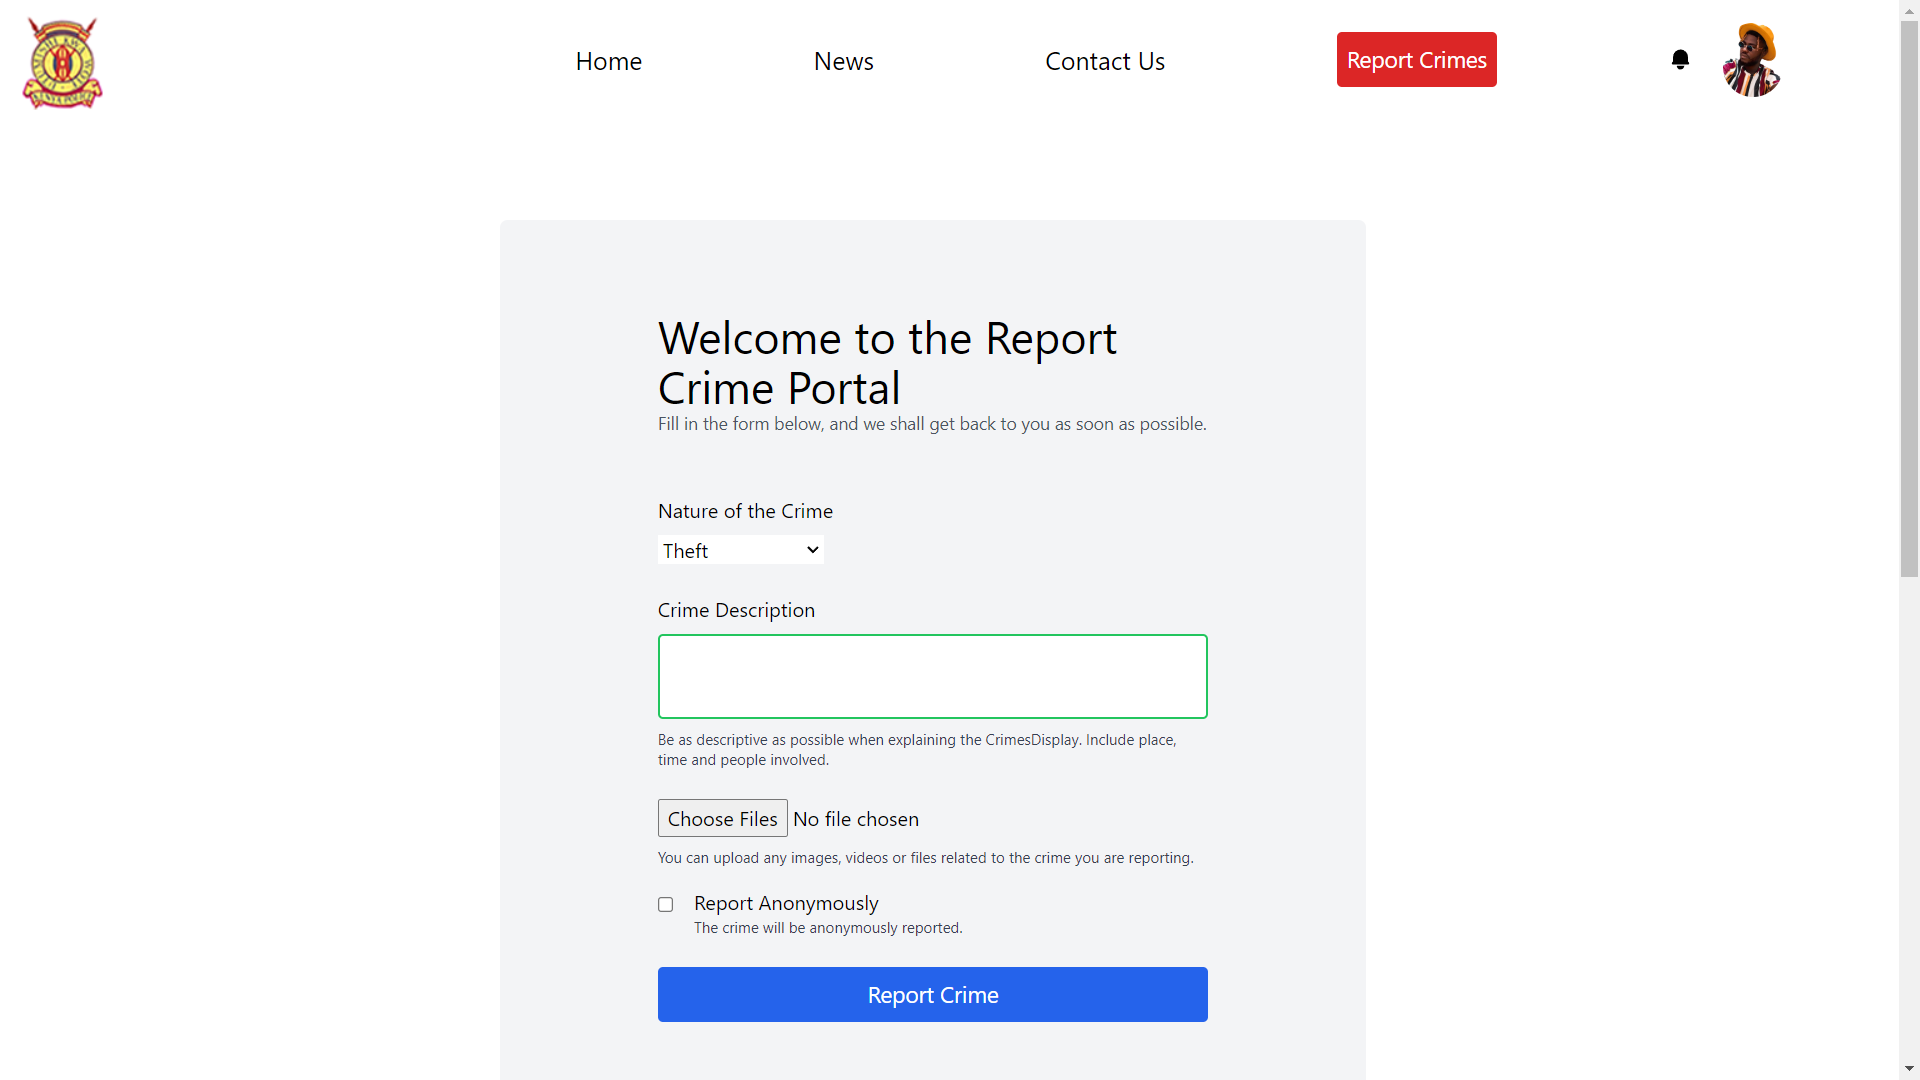 Home
News
Contact Us
Report Crimes
Welcome to the Report
Crime Portal
Fill in the form below, and we shall get back to you as soon as possible.
Nature of the Crime
Theft
Crime Description
Be as descriptive as possible when explaining the CrimesDisplay. Include place,
time and people involved.
Choose Files No file chosen
You can upload any images, videos or files related to the crime you are reporting.
Report Anonymously
The crime will be anonymously reported.
Report Crime